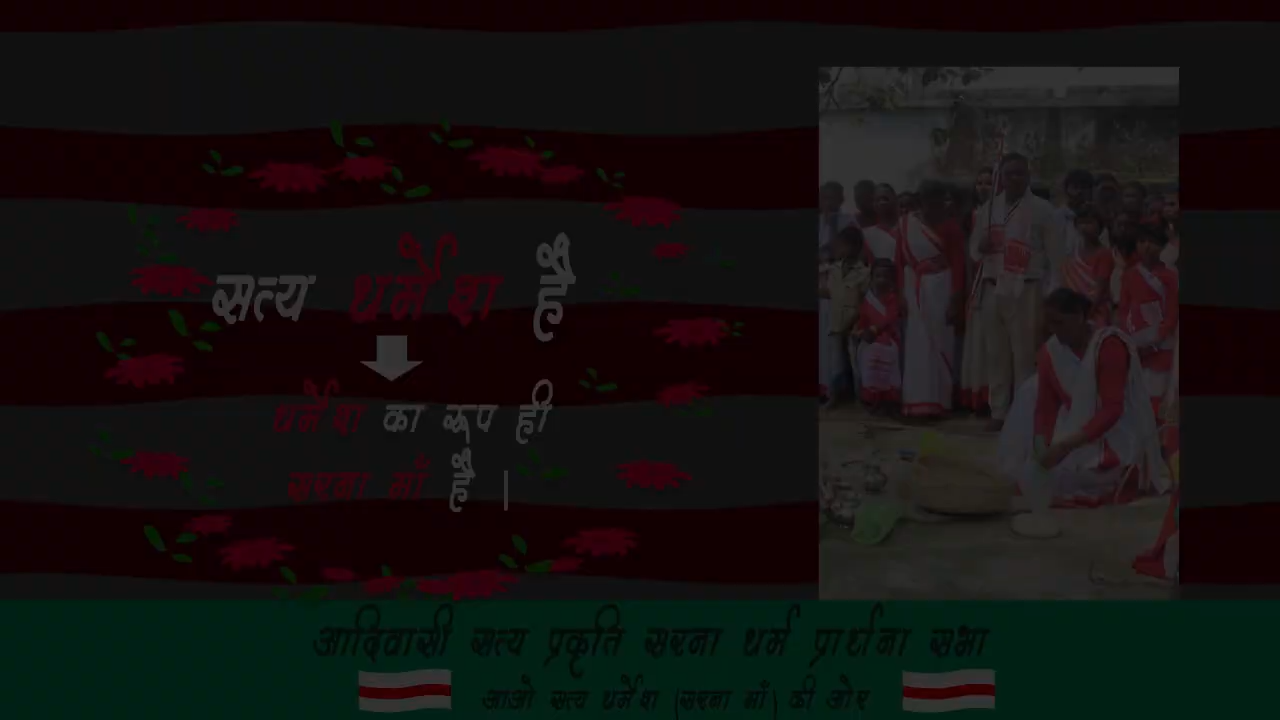 सत्य धर्मेश है
धर्मेश का रूप ही
सरना माँ है |
आदिवासी सत्य प्रकृति सरना धर्म प्रार्थना सभा
आओ सत्य धर्मेश (सरना माँ) की ओर